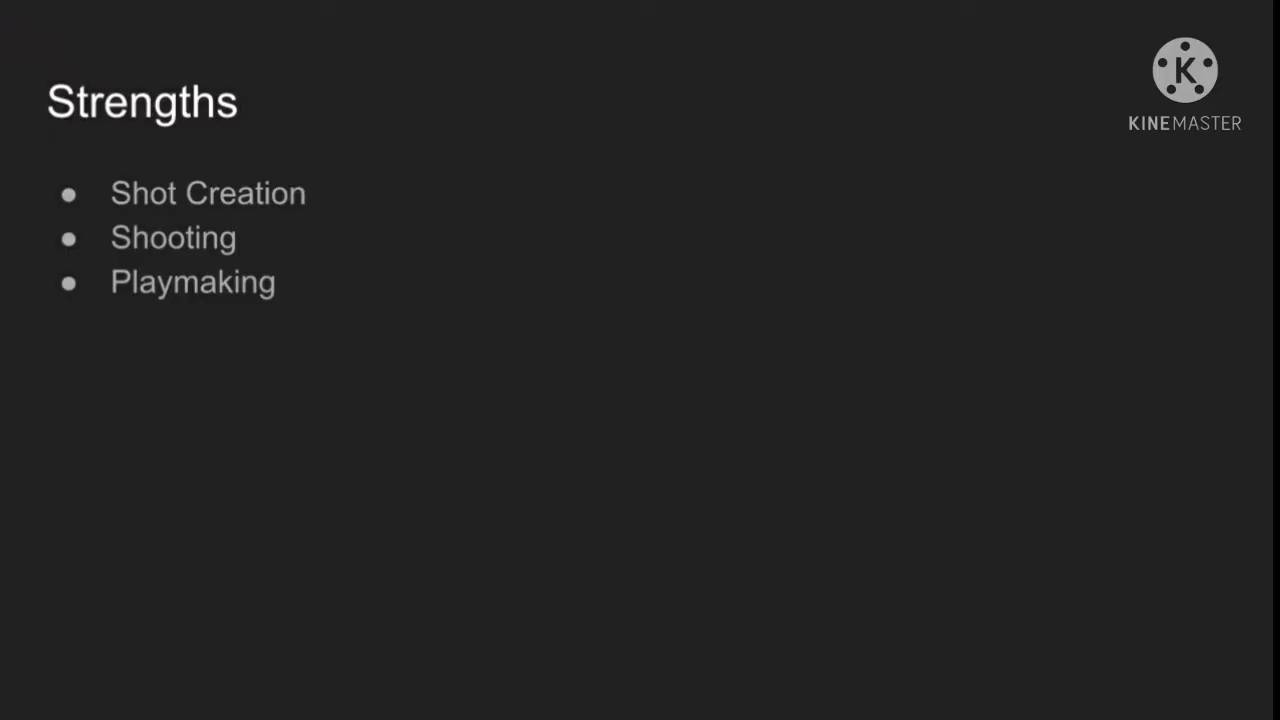 Strengths
K
KINEMASTER
● Shot Creation
● Shooting
● Playmaking